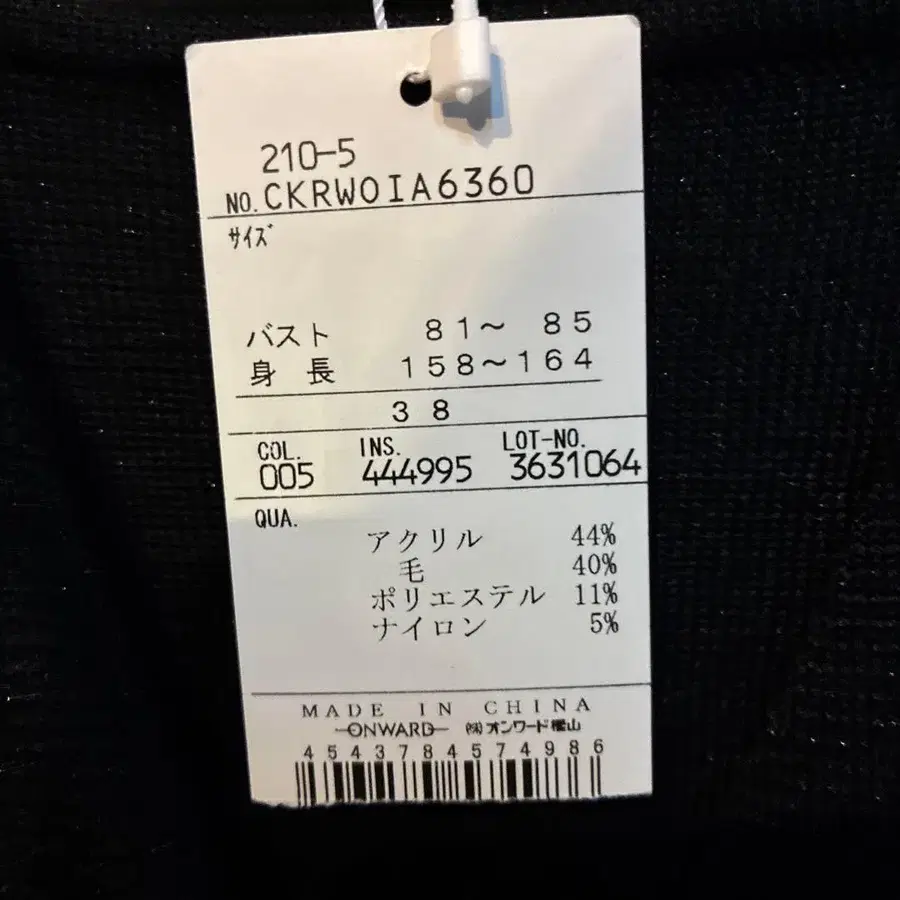 210-5
NO. CKRWOIA6360
ｻｲｽﾞ
バスト 81～ 85
身 長 158～164
38
COL. INS. LOT-NO.
005 444995 3631064
QUA.
アクリル 44%
毛 40%
ポリエステル 11%
ナイロン 5%
MADE IN CHINA
ONWARD ㈱オンワード樫山
4543784574986